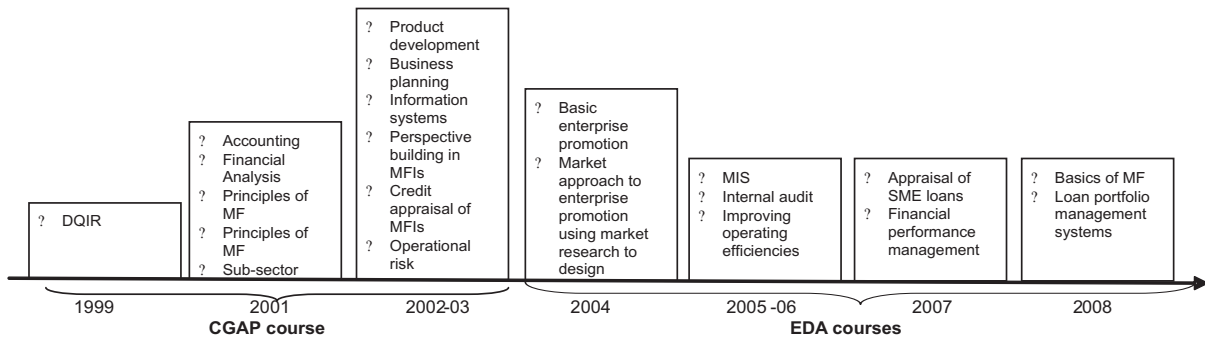 ? DQIR
? Accounting
? Financial
Analysis
? Principles of
MF
? Principles of
MF
? Sub-sector
? Product
development
? Business
planning
? Information
systems
? Perspective
building in
MFIs
? Credit
appraisal of
MFIs
? Operational
risk
? Basic
enterprise
promotion
? Market
approach to
enterprise
promotion
using market
research to
design
? MIS
? Internal audit
? Improving
operating
efficiencies
? Appraisal of
SME loans
? Financial
performance
management
? Basics of MF
? Loan portfolio
management
systems
1999 2001 2002-03 2004 2005 -06 2007 2008
CGAP course EDA courses